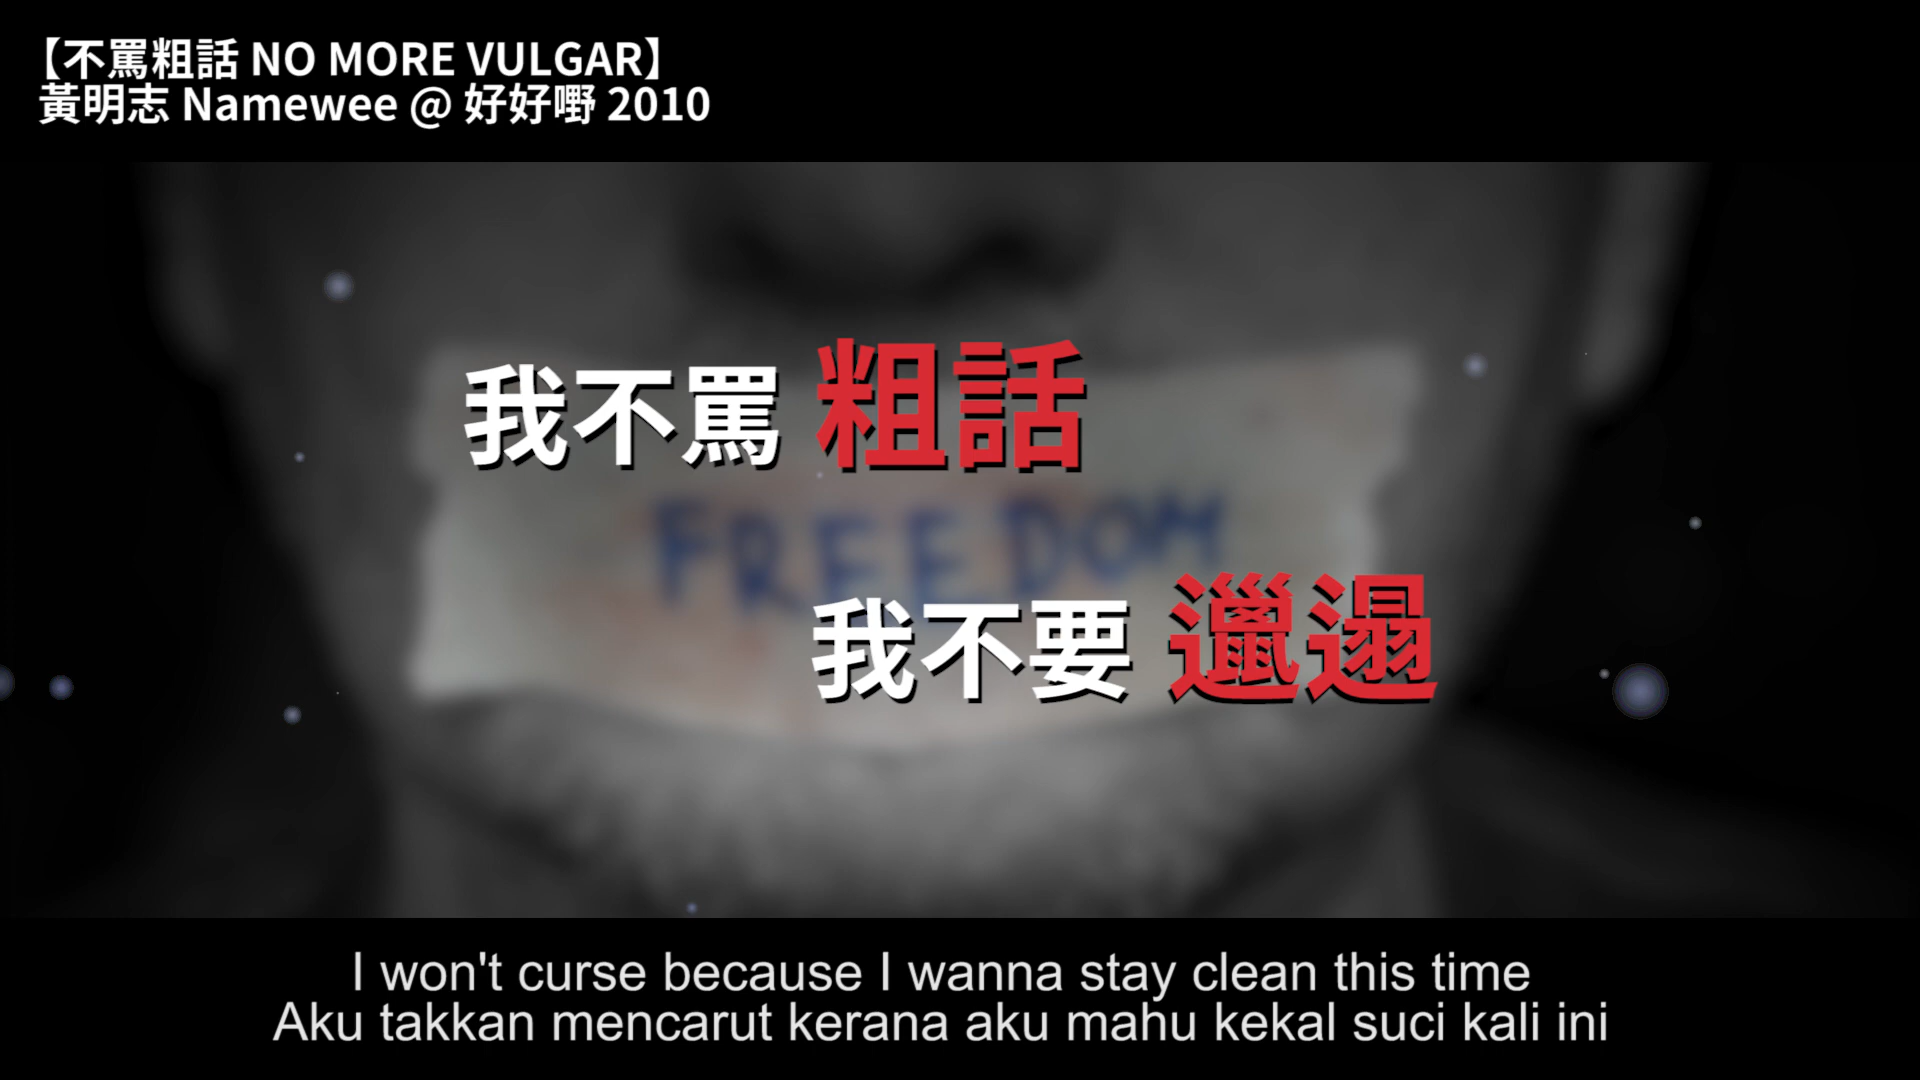 【不罵粗話 NO MORE VULGAR】
黃明志 Namewee @ 好好嘢 2010
我不罵 粗話
FREEDOM
我不要 邋遢
I won't curse because I wanna stay clean this time
Aku takkan mencarut kerana aku mahu kekal suci kali ini